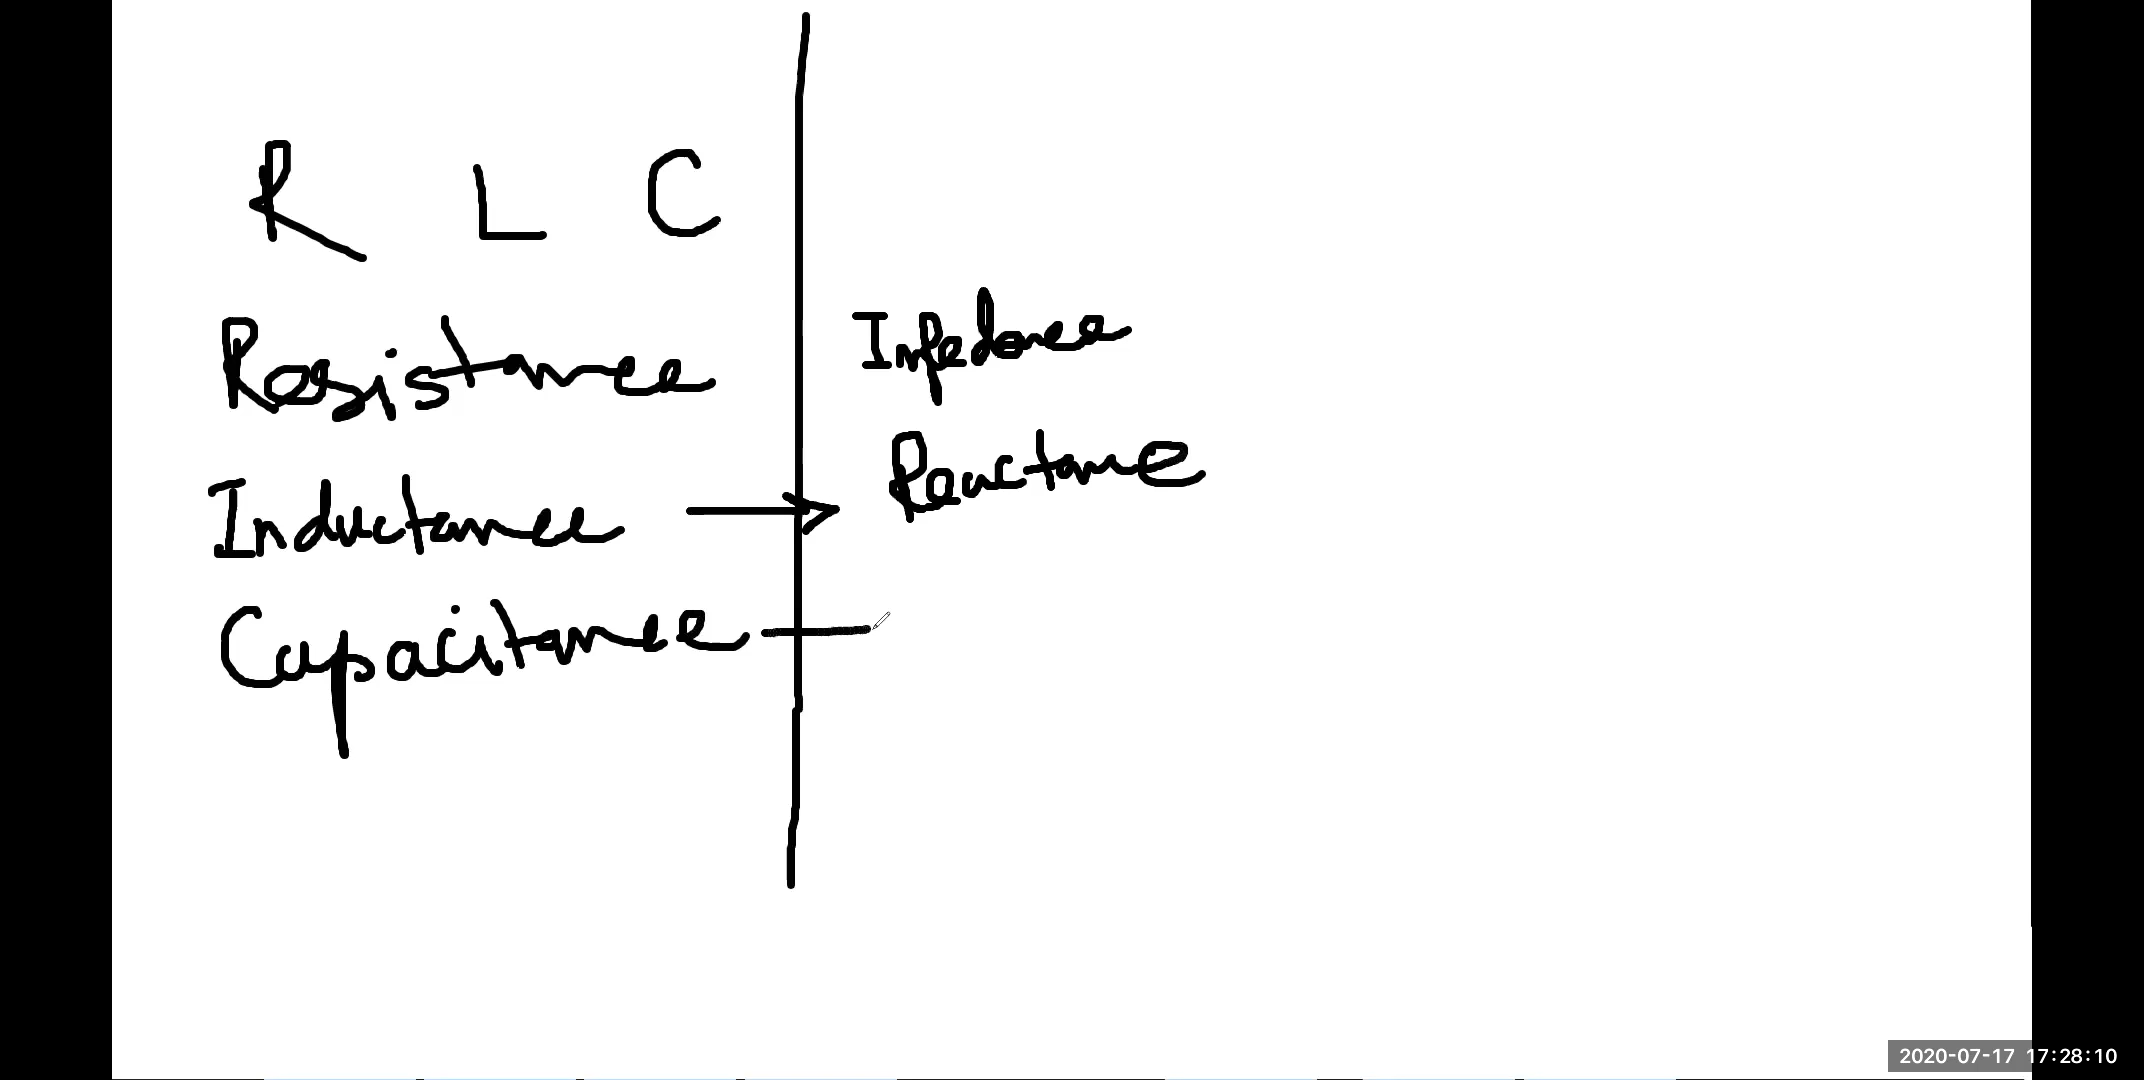 R L C
Resistance
Inductance
Capacitance
Impedance
Reactance
2020-07-17 17:28:10